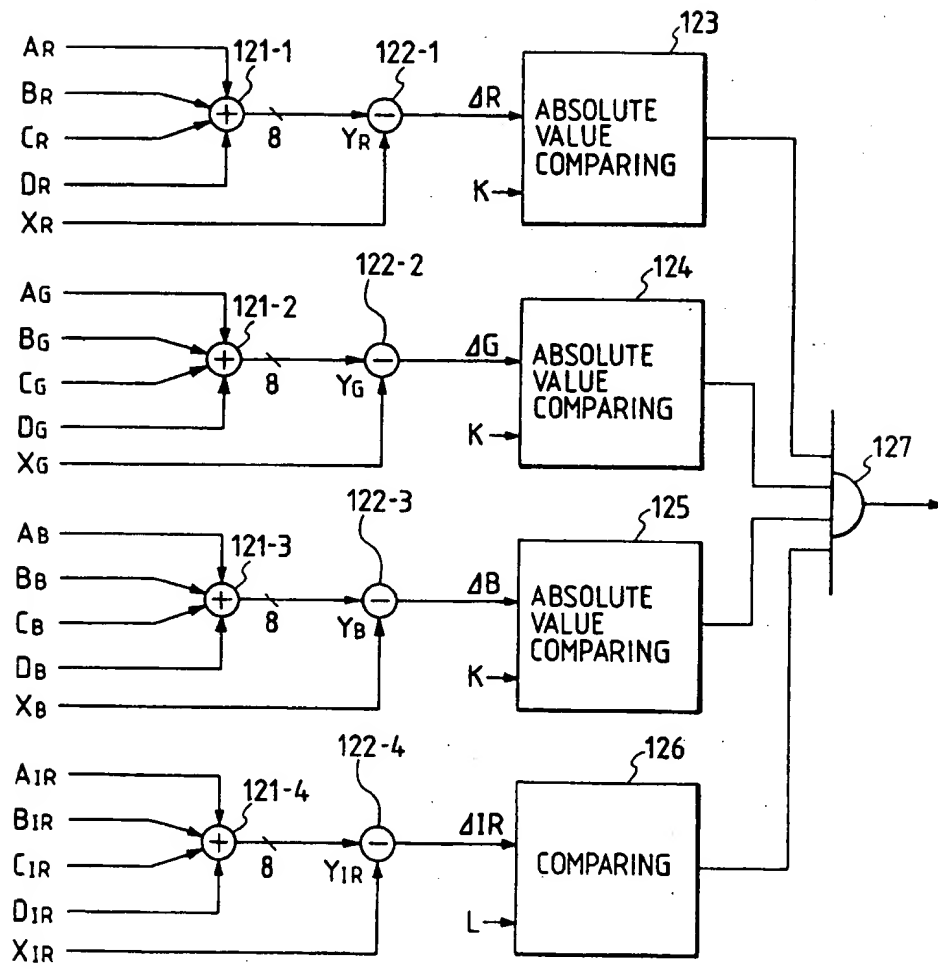 AR
BR
CR
DR
XR
121-1
8
YR
122-1
ΔR
K
123
ABSOLUTE
VALUE
COMPARING
AG
BG
CG
DG
XG
121-2
8
YG
122-2
ΔG
K
124
ABSOLUTE
VALUE
COMPARING
127
AB
BB
CB
DB
XB
121-3
8
YB
122-3
ΔB
K
125
ABSOLUTE
VALUE
COMPARING
AIR
BIR
CIR
DIR
XIR
121-4
8
YIR
122-4
ΔIR
L
126
COMPARING